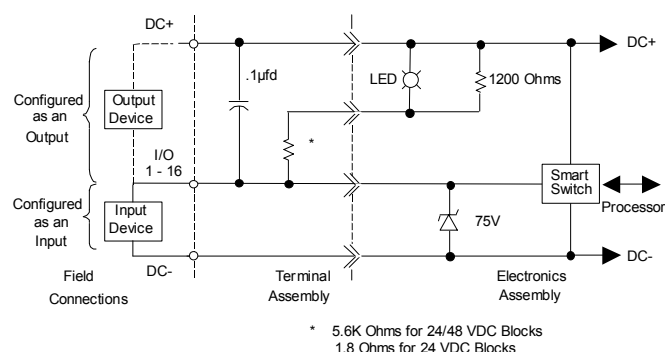 DC+
DC+
.1µfd
LED
1200 Ohms
Configured
as an
Output
Output
Device
*
I/O
1 - 16
Smart
Switch
Processor
Configured
as an
Input
Input
Device
75V
DC-
DC-
Field
Connections
Terminal
Assembly
Electronics
Assembly
* 5.6K Ohms for 24/48 VDC Blocks
1.8 Ohms for 24 VDC Blocks